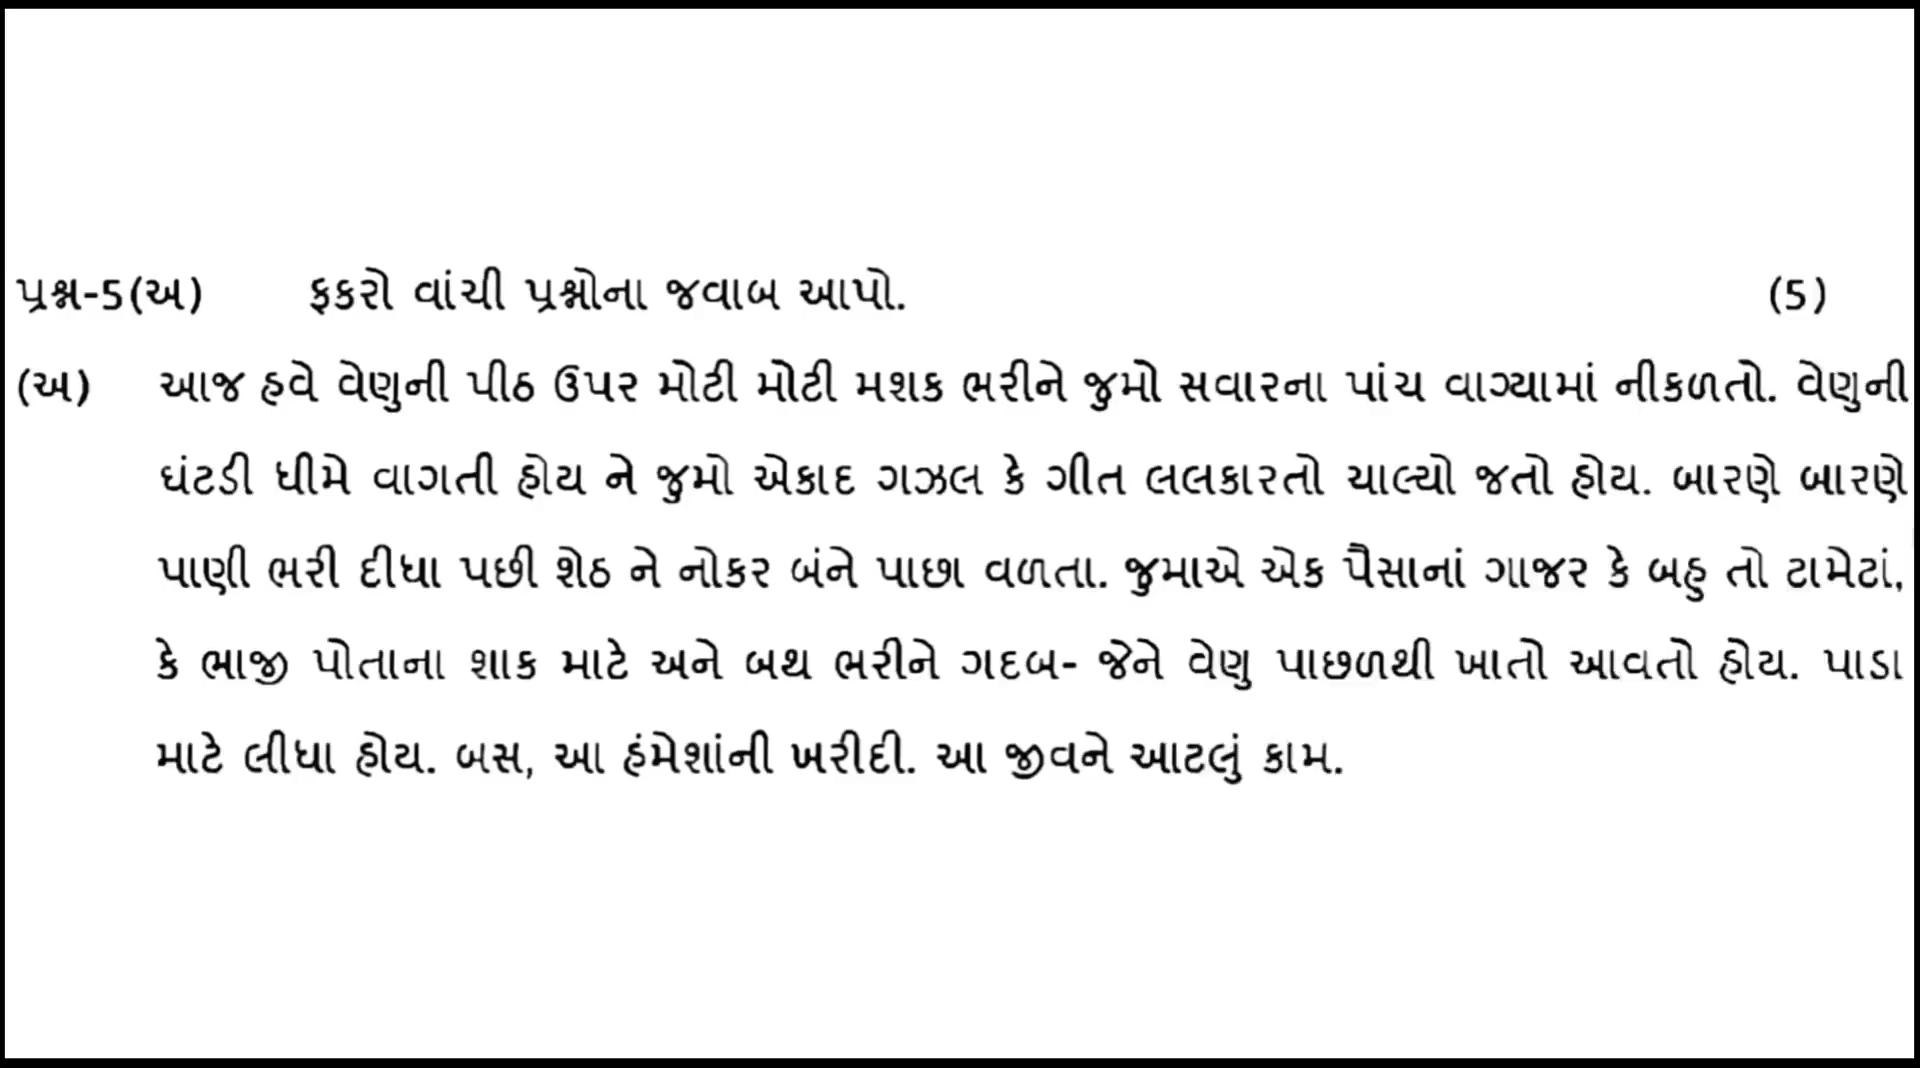 પ્રશ્ન-5(અ) ફકરો વાંચી પ્રશ્નોના જવાબ આપો. (5)
(અ) આજ હવે વેણુની પીઠ ઉપર મોટી મોટી મશક ભરીને જુમો સવારના પાંચ વાગ્યામાં નીકળતો. વેણુની
ઘંટડી ધીમે વાગતી હોય ને જુમો એકાદ ગઝલ કે ગીત લલકારતો ચાલ્યો જતો હોય. બારણે બારણે
પાણી ભરી દીધા પછી શેઠ ને નોકર બંને પાછા વળતા. જુમાએ એક પૈસાનાં ગાજર કે બહુ તો ટામેટાં,
કે ભાજી પોતાના શાક માટે અને બથ ભરીને ગદબ- જેને વેણુ પાછળથી ખાતો આવતો હોય. પાડા
માટે લીધા હોય. બસ, આ હંમેશાંની ખરીદી. આ જીવને આટલું કામ.